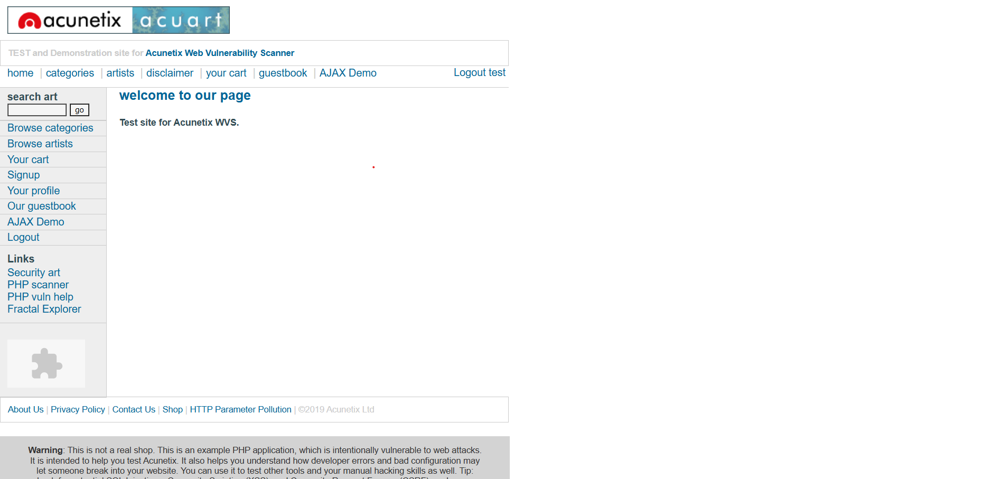 acunetix acuart
TEST and Demonstration site for Acunetix Web Vulnerability Scanner
home | categories | artists | disclaimer | your cart | guestbook | AJAX Demo Logout test
search art
go
Browse categories
Browse artists
Your cart
Signup
Your profile
Our guestbook
AJAX Demo
Logout
Links
Security art
PHP scanner
PHP vuln help
Fractal Explorer
welcome to our page
Test site for Acunetix WVS.
About Us | Privacy Policy | Contact Us | Shop | HTTP Parameter Pollution | ©2019 Acunetix Ltd
Warning: This is not a real shop. This is an example PHP application, which is intentionally vulnerable to web attacks.
It is intended to help you test Acunetix. It also helps you understand how developer errors and bad configuration may
let someone break into your website. You can use it to test other tools and your manual hacking skills as well. Tip: